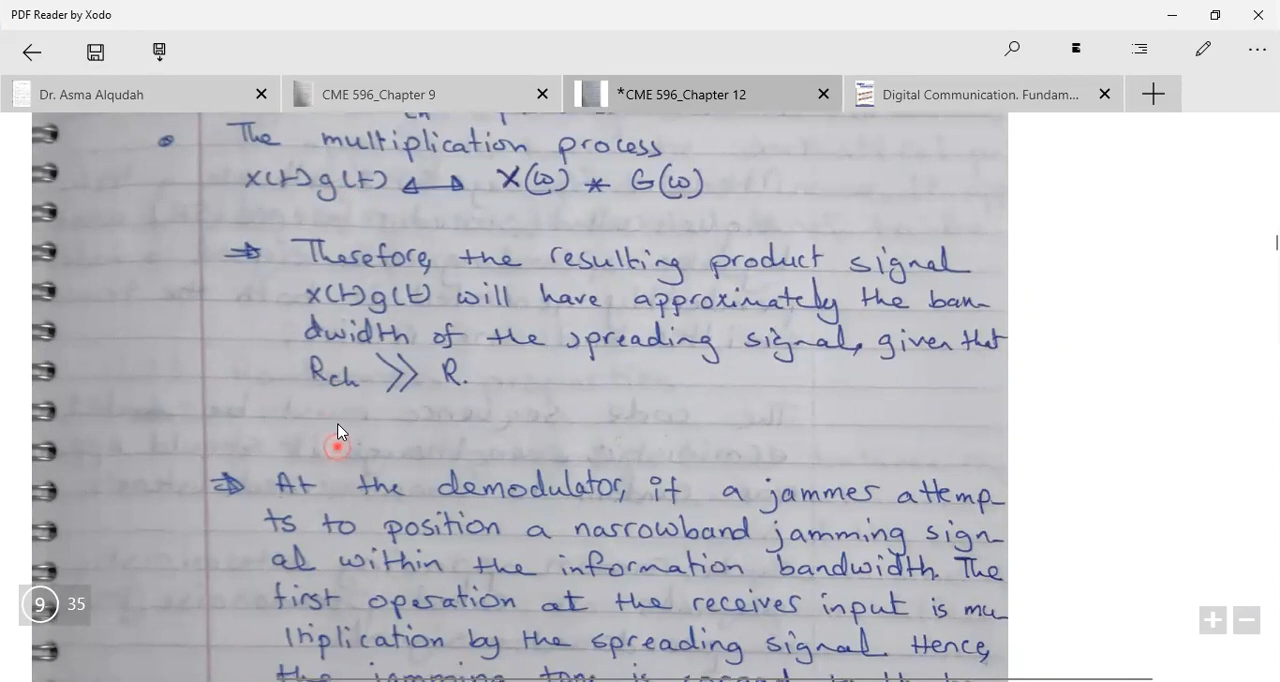 PDF Reader by Xodo
Dr. Asma Alqudah
CME 596_Chapter 9
*CME 596_Chapter 12
Digital Communication. Fundam...
• The multiplication process
x(t)g(t) ↔ X(ω) * G(ω)
⇒ Therefore, the resulting product signal
x(t)g(t) will have approximately the ban-
dwidth of the spreading signal, given that
Rch >> R.
⇒ At the demodulator, if a jammer attemp-
ts to position a narrowband jamming sign-
al within the information bandwidth. The
first operation at the receiver input is mu
ltiplication by the spreading signal. Hence,
9 35